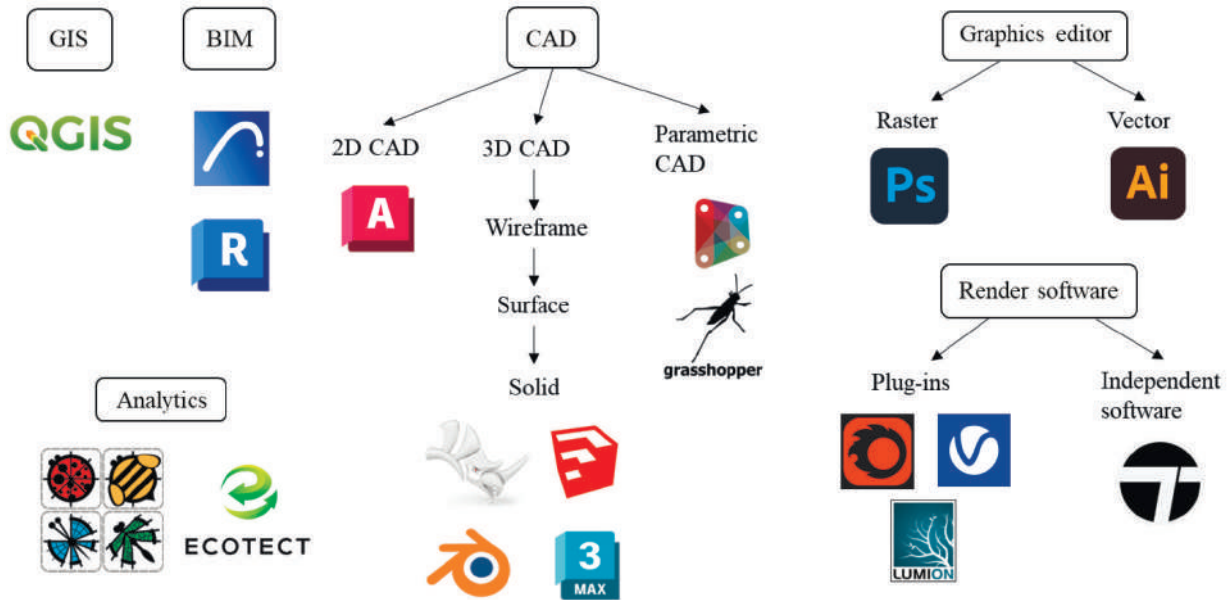 GIS
BIM
CAD
Graphics editor
QGIS
2D CAD
3D CAD
Parametric
CAD
Raster
Vector
A
Ps
Ai
R
Wireframe
Surface
Render software
grasshopper
Solid
Plug-ins
Independent
software
Analytics
ECOTECT
3
MAX
LUMION